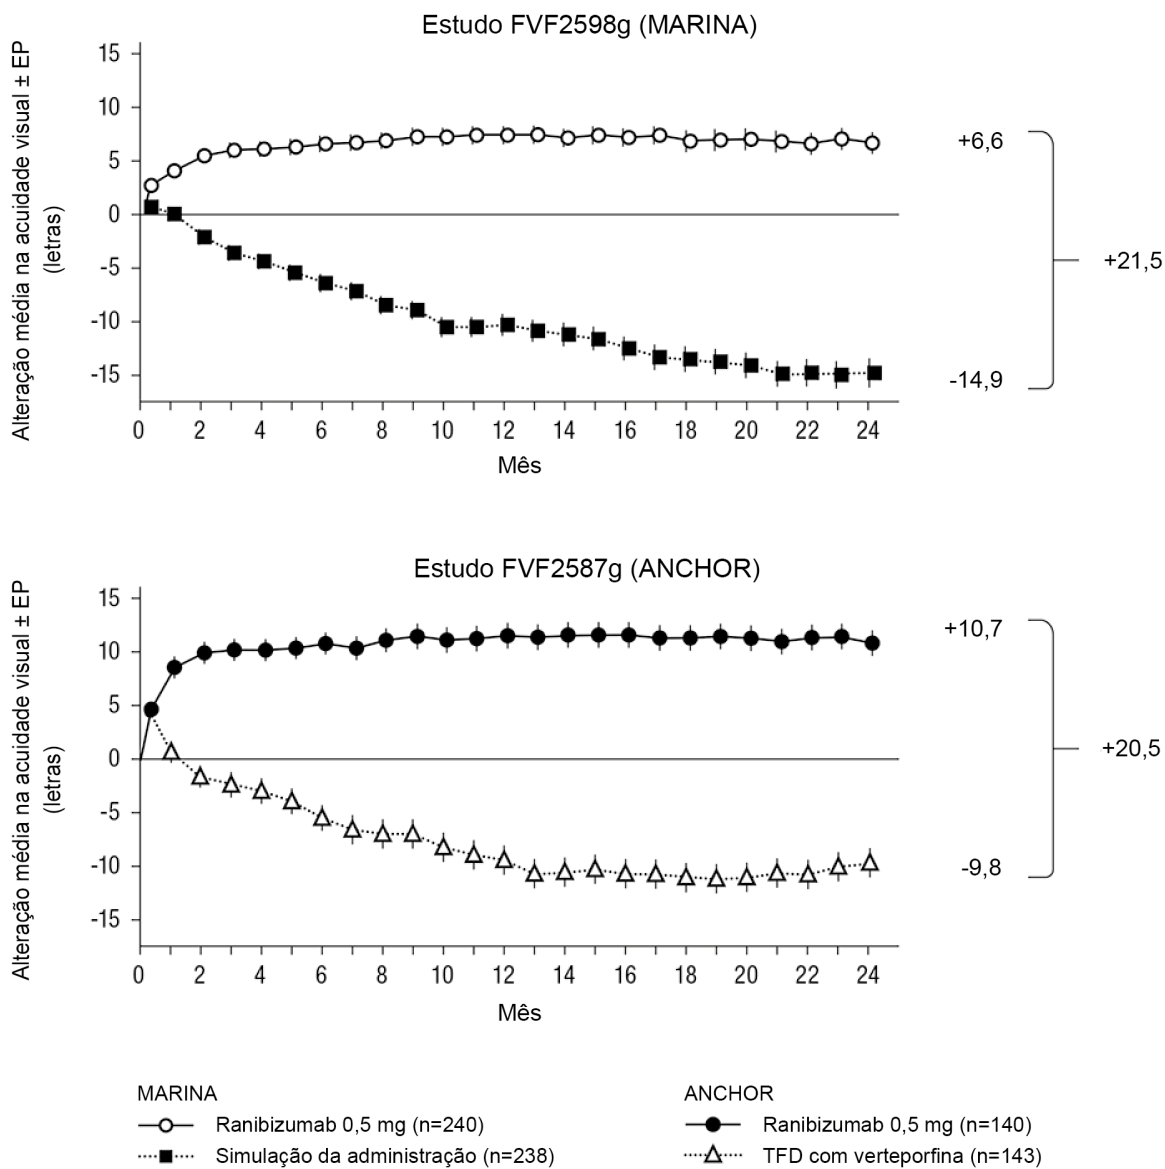 Estudo FVF2598g (MARINA)
Alteração média na acuidade visual ± EP
(letras)
15
10
5
0
-5
-10
-15
0 2 4 6 8 10 12 14 16 18 20 22 24
Mês
+6,6
+21,5
-14,9
Estudo FVF2587g (ANCHOR)
Alteração média na acuidade visual ± EP
(letras)
15
10
5
0
-5
-10
-15
0 2 4 6 8 10 12 14 16 18 20 22 24
Mês
+10,7
+20,5
-9,8
MARINA
Ranibizumab 0,5 mg (n=240)
Simulação da administração (n=238)
ANCHOR
Ranibizumab 0,5 mg (n=140)
TFD com verteporfina (n=143)